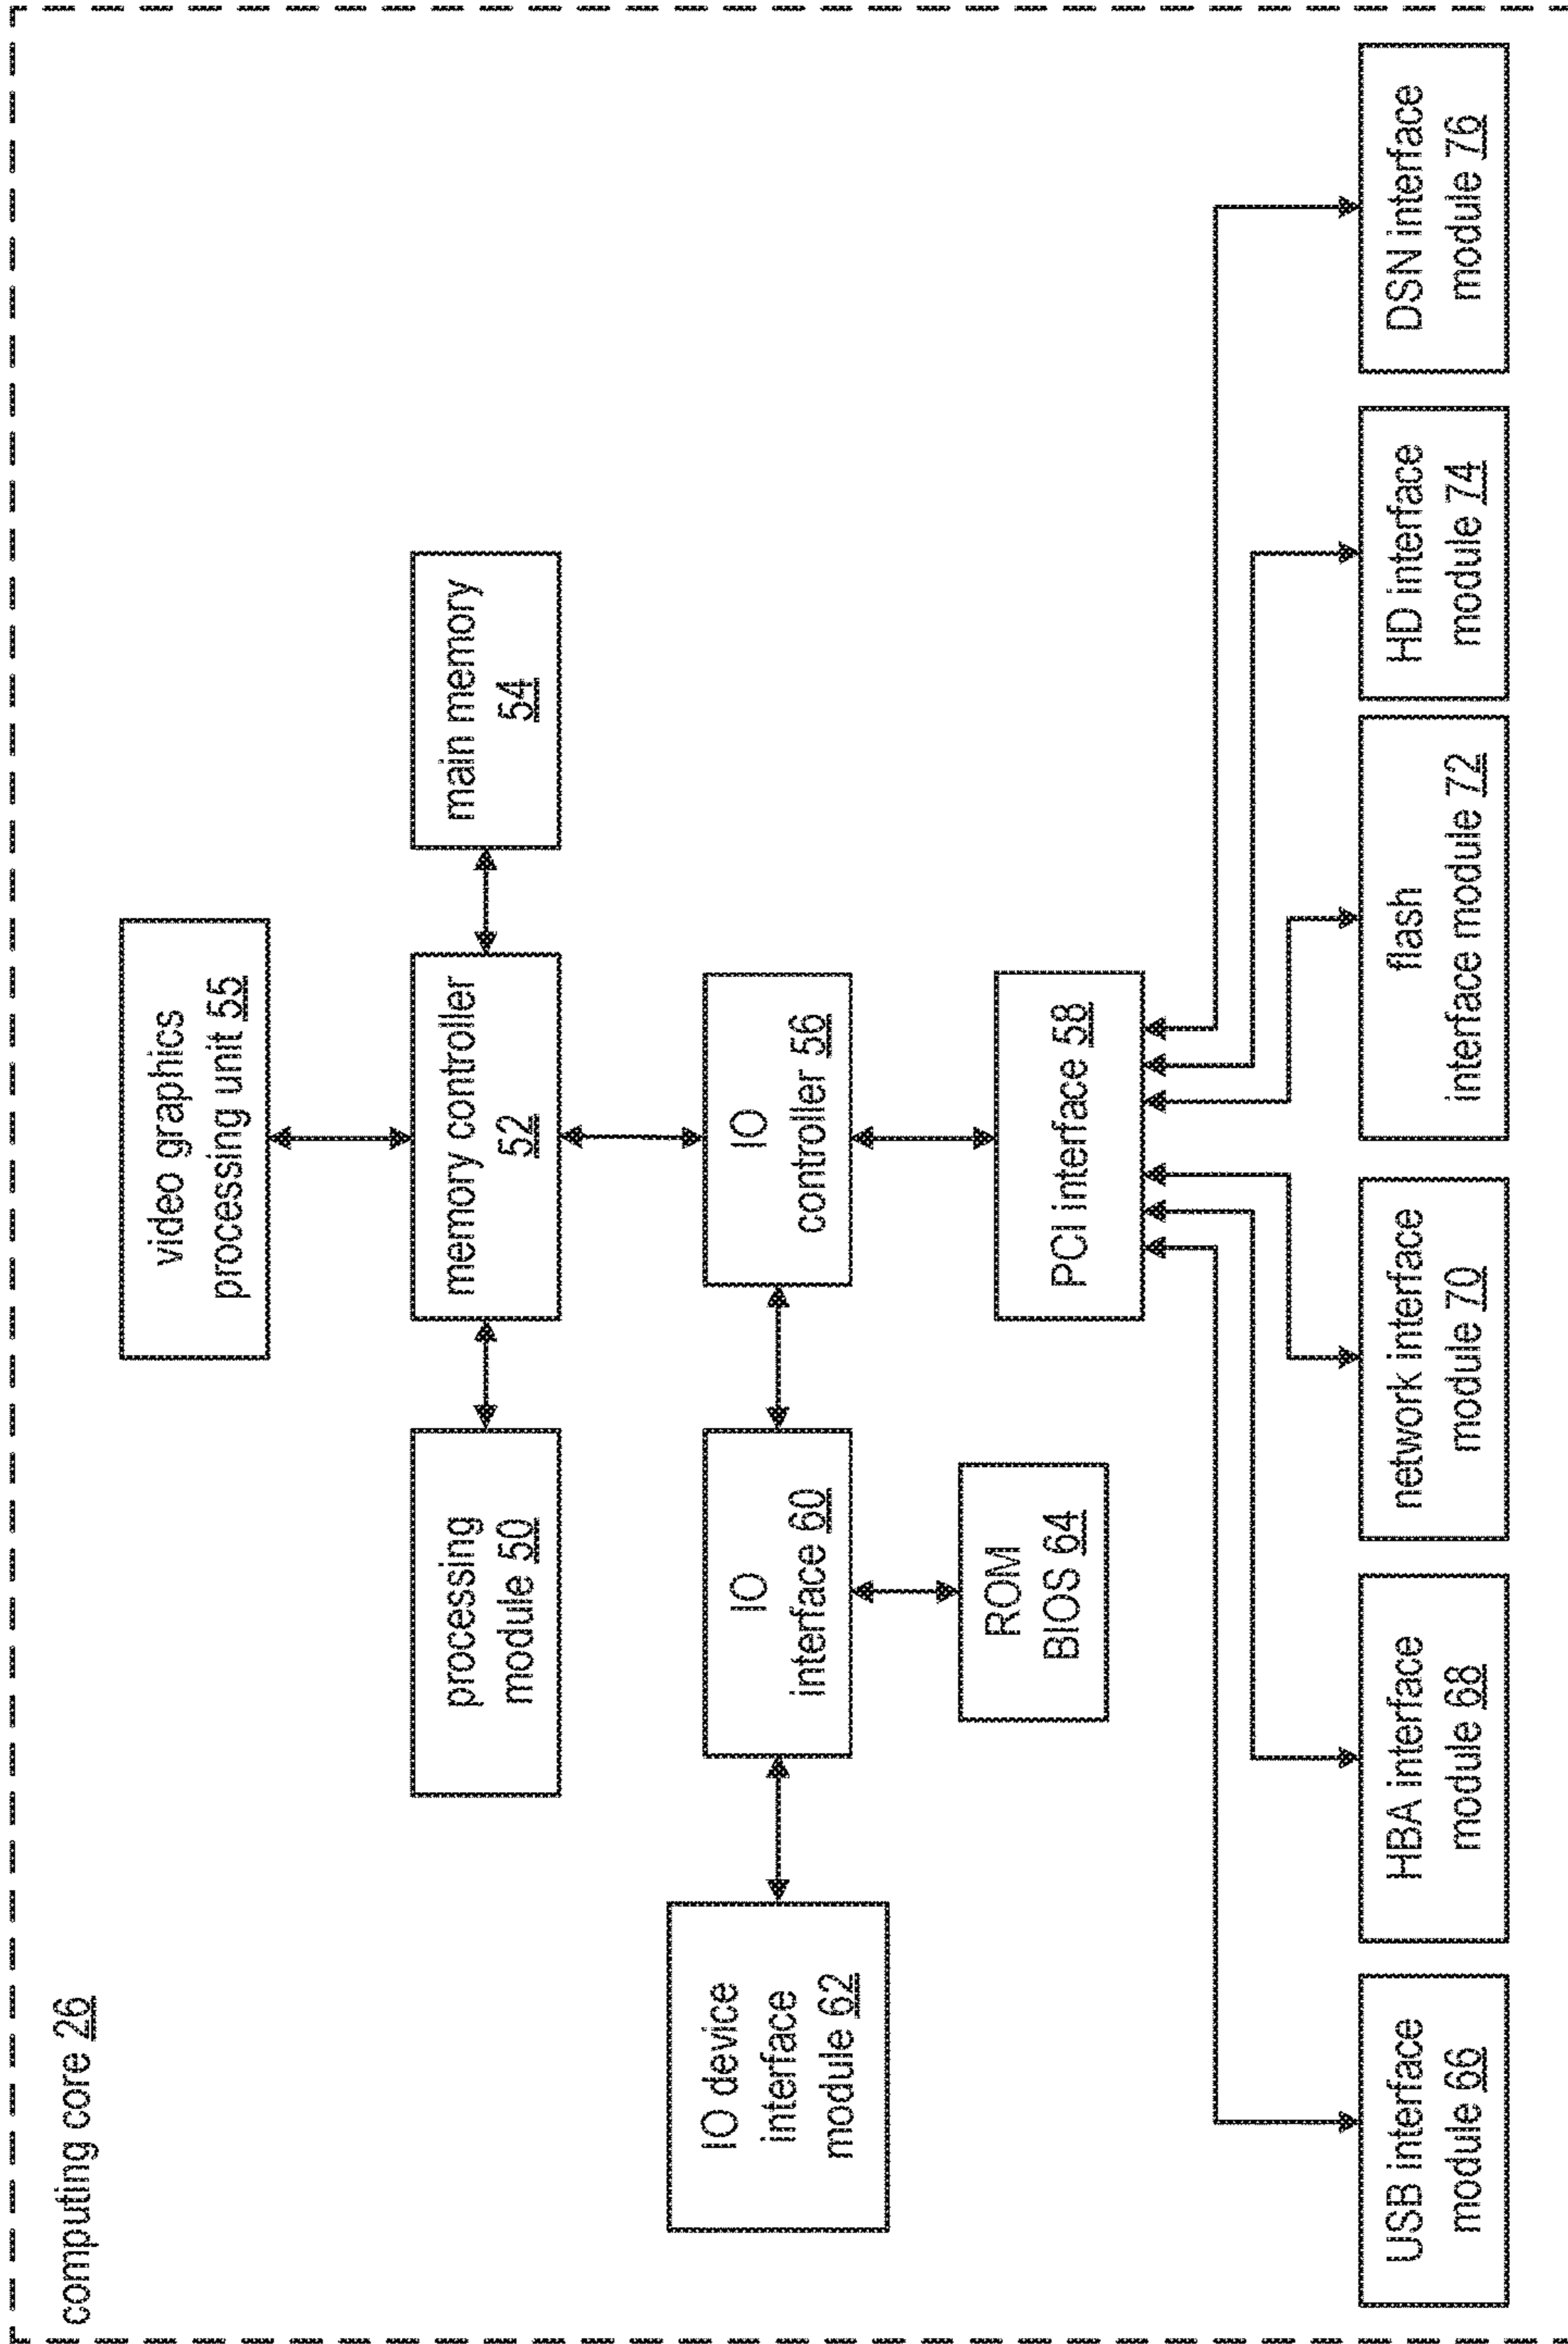 computing core 26
video graphics
processing unit 55
processing
module 50
memory controller
52
main memory
54
IO device
interface
module 62
IO
interface 60
IO
controller 56
ROM
BIOS 64
PCI interface 58
USB interface
module 66
HBA interface
module 68
network interface
module 70
flash
interface module 72
HD interface
module 74
DSN interface
module 76